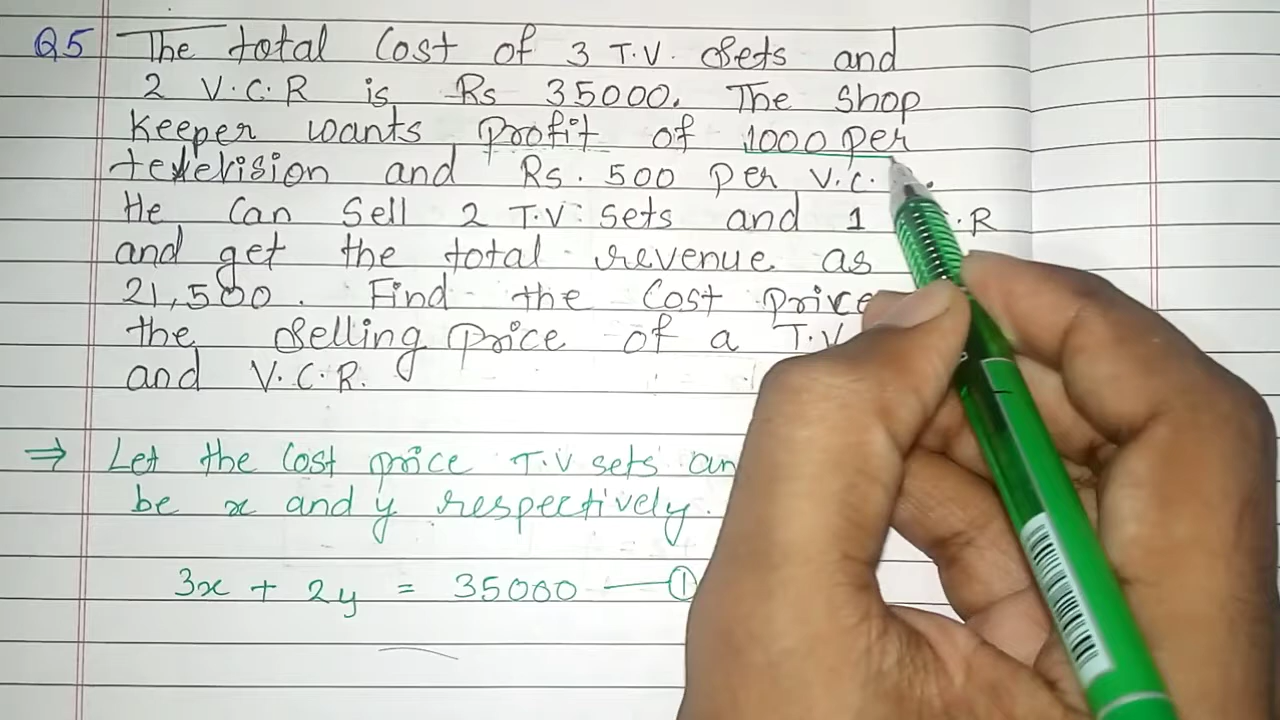 Q5 The total Cost of 3 T.V. Sets and
2 V.C.R is Rs 35000. The Shop
Keeper wants Profit of 1000 per
television and Rs. 500 Per V.C.
He Can Sell 2 T.V. Sets and 1 .R
and get the total revenue as
21,500. Find the Cost price
the Selling Price of a T.V
and V.C.R.
⇒ Let the Cost price T.V sets an
be x and y respectively.
3x + 2y = 35000 —①